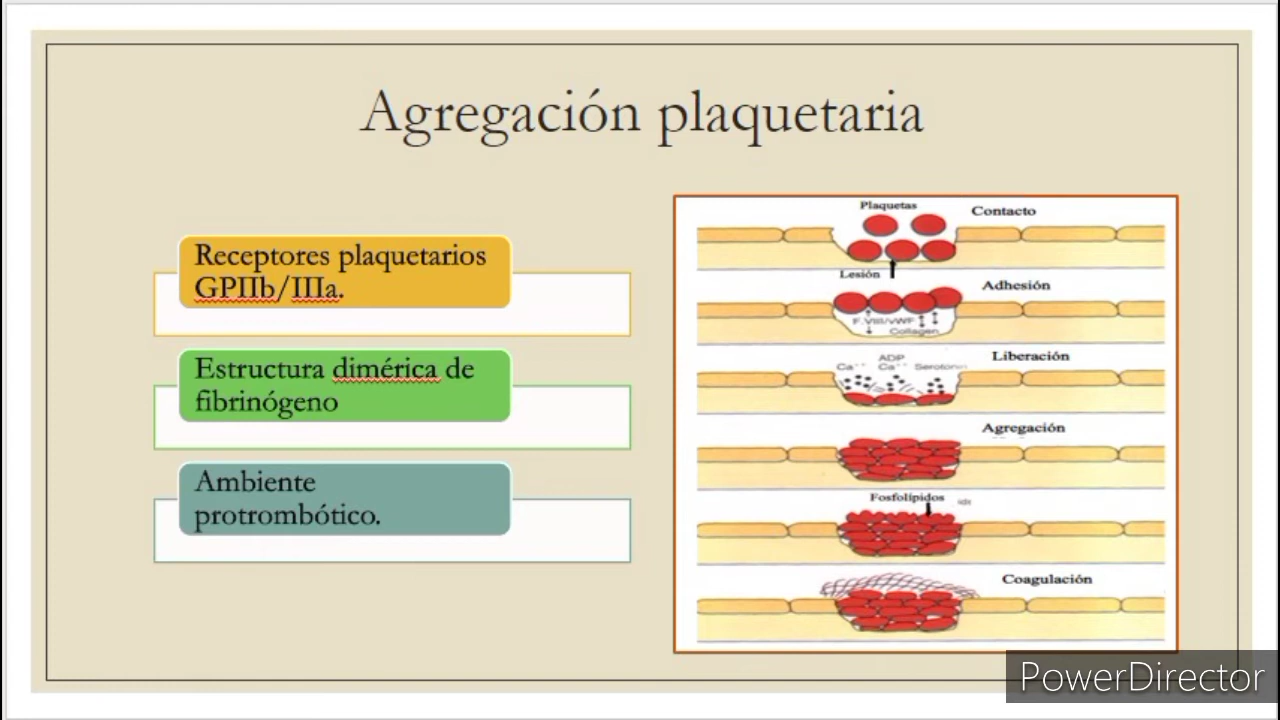 Agregación plaquetaria
Receptores plaquetarios
GPIIb/IIIa.
Estructura dimérica de
fibrinógeno
Ambiente
protrombótico.
Plaquetas
Contacto
Lesión
Adhesión
F.VIII/vWF
Collagen
Liberación
ADP
Ca⁺⁺ Ca⁺⁺ Serotonin
Agregación
Fosfolípidos
Coagulación
PowerDirector